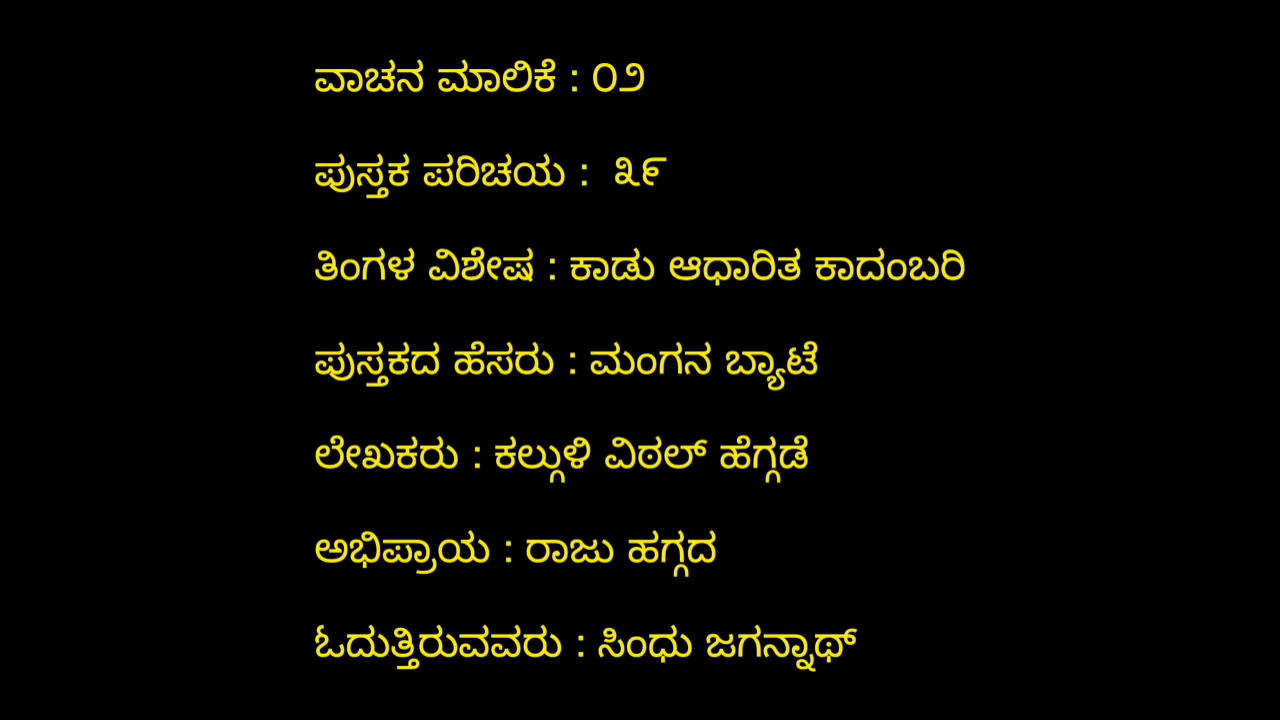 ವಾಚನ ಮಾಲಿಕೆ : ೦೨
ಪುಸ್ತಕ ಪರಿಚಯ : ೩೯
ತಿಂಗಳ ವಿಶೇಷ : ಕಾಡು ಆಧಾರಿತ ಕಾದಂಬರಿ
ಪುಸ್ತಕದ ಹೆಸರು : ಮಂಗನ ಬ್ಯಾಟೆ
ಲೇಖಕರು : ಕಲ್ಗುಳಿ ವಿಠಲ್ ಹೆಗ್ಗಡೆ
ಅಭಿಪ್ರಾಯ : ರಾಜು ಹಗ್ಗದ
ಓದುತ್ತಿರುವವರು : ಸಿಂಧು ಜಗನ್ನಾಥ್